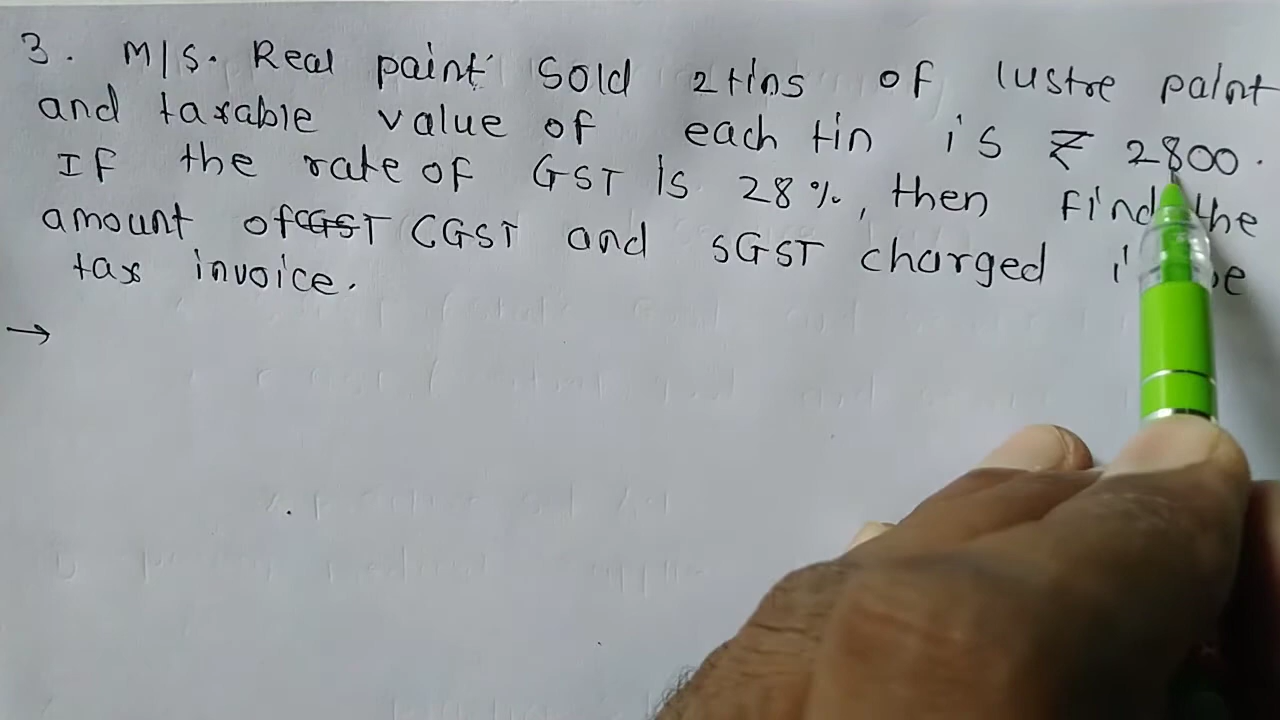 3. M/S. Real paint sold 2 tins of lustre paint
and taxable value of each tin is ₹ 2800.
If the rate of GST is 28%, then find the
amount of CGST CGST and SGST charged i
tax invoice.
→